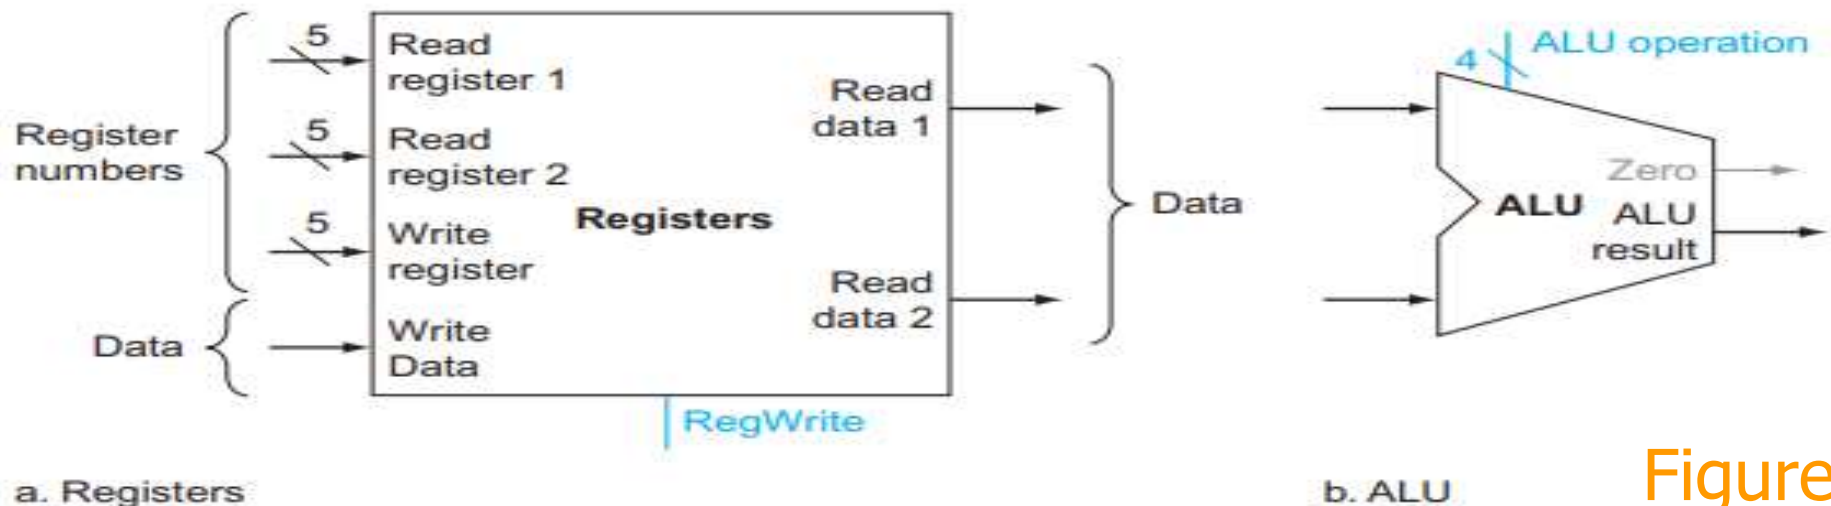 Register
numbers
Data
5
Read
register 1
5
Read
register 2
5
Write
register
Write
Data
Registers
Read
data 1
Read
data 2
RegWrite
Data
a. Registers
4
ALU operation
Zero
ALU
ALU
result
b. ALU
Figure